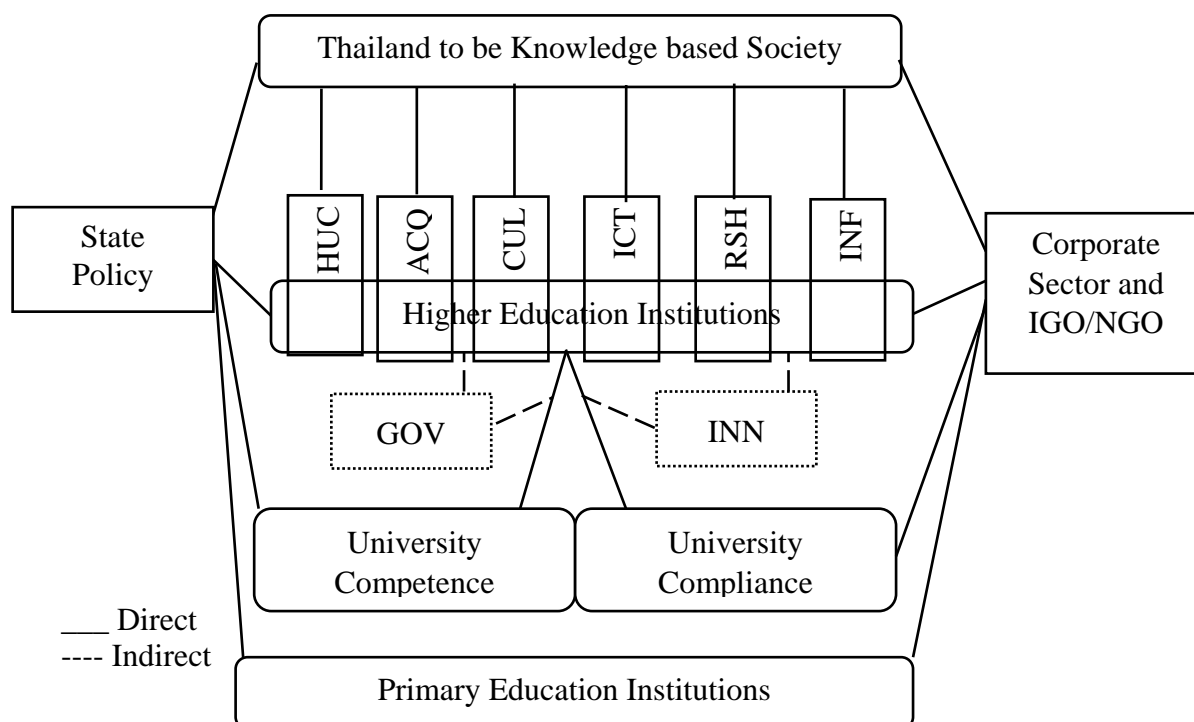 Thailand to be Knowledge based Society
HUC
ACQ
CUL
ICT
RSH
INF
State
Policy
Corporate
Sector and
IGO/NGO
Higher Education Institutions
GOV
INN
University
Competence
University
Compliance
___ Direct
---- Indirect
Primary Education Institutions